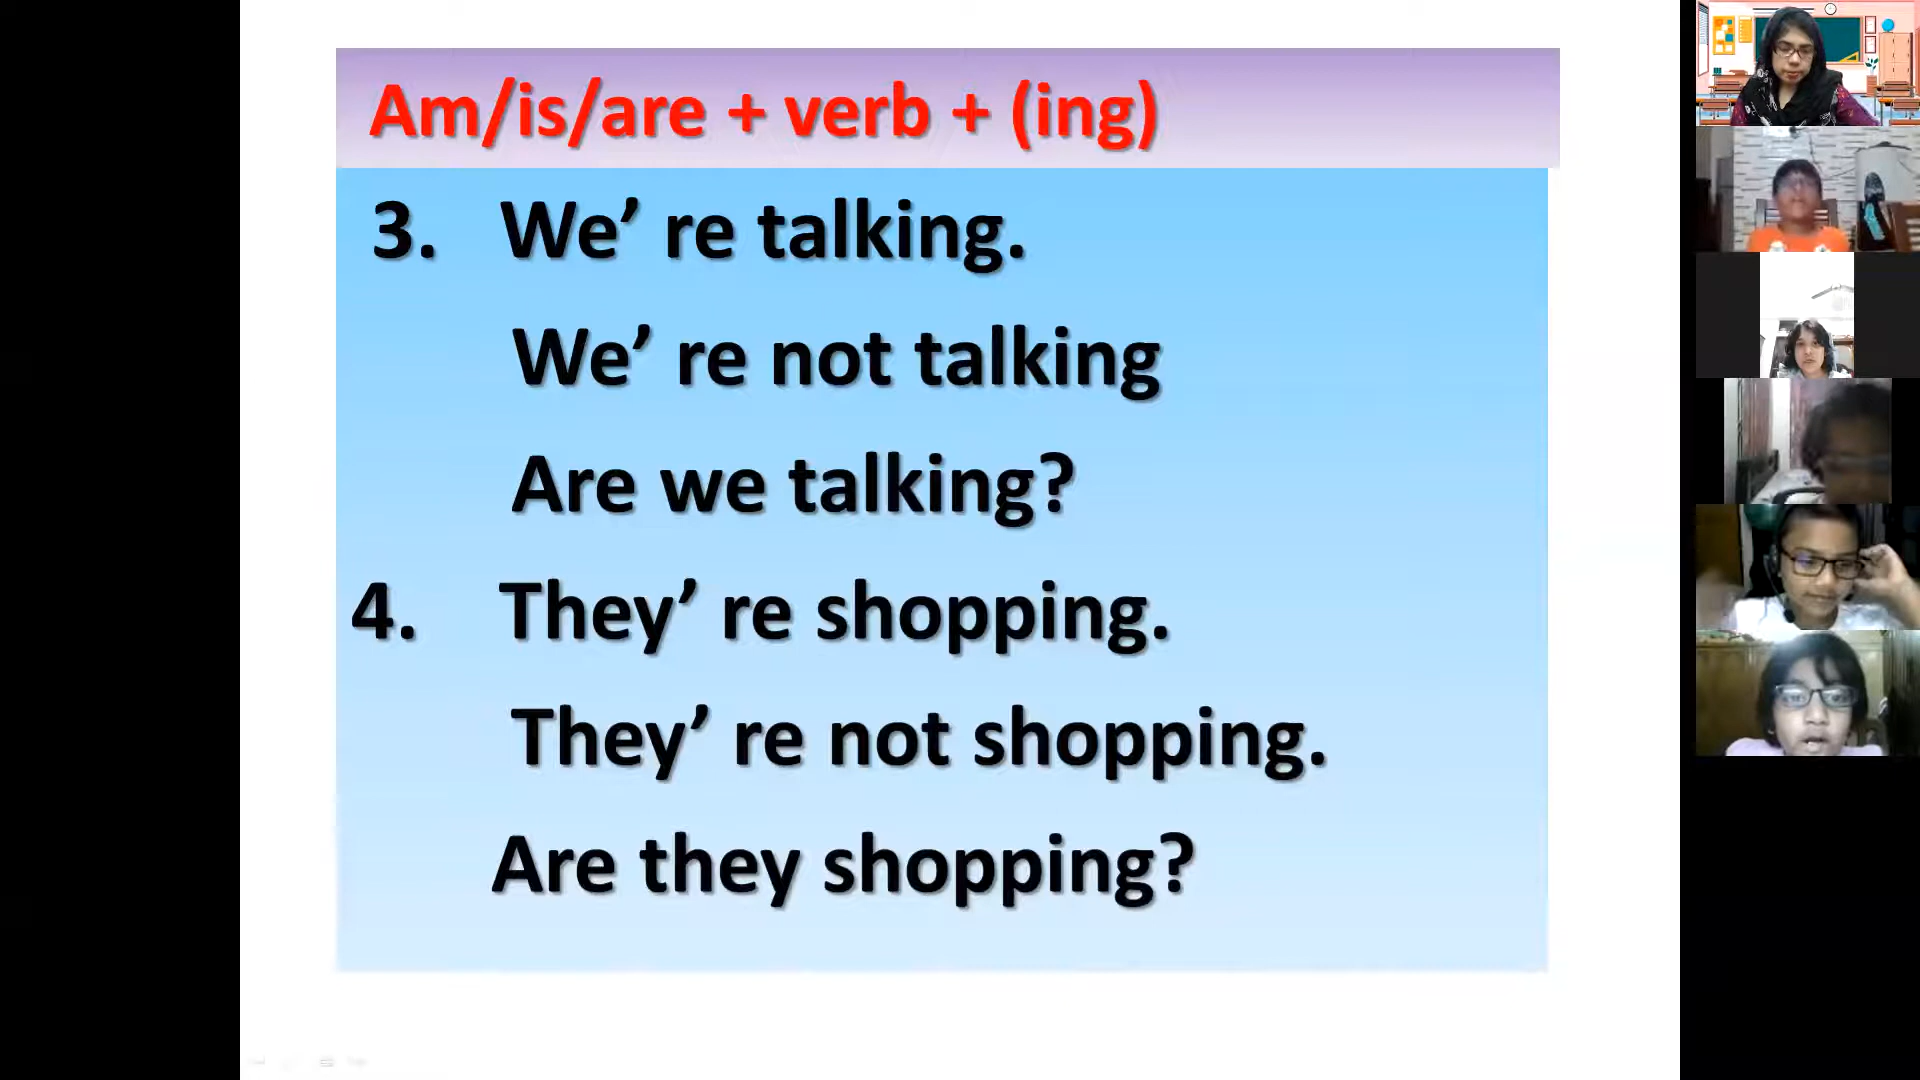 Am/is/are + verb + (ing)
3. We’ re talking.
We’ re not talking
Are we talking?
4. They’ re shopping.
They’ re not shopping.
Are they shopping?